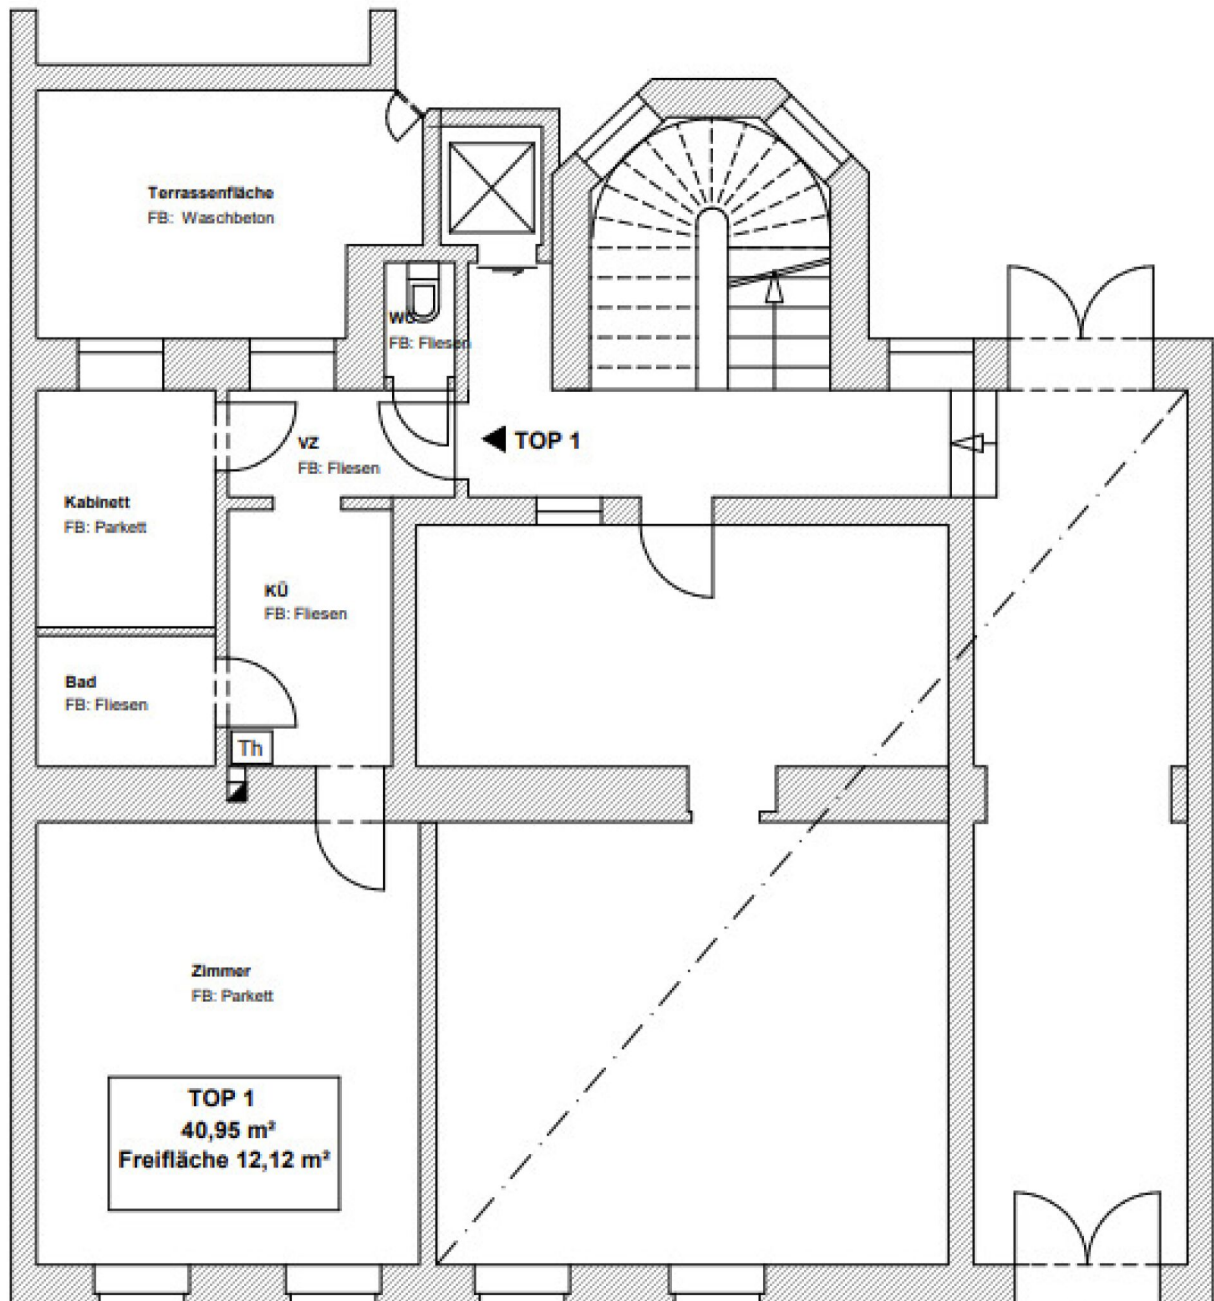 Terrassenfläche
FB: Waschbeton
WC
FB: Fliesen
VZ
FB: Fliesen
TOP 1
Kabinett
FB: Parkett
KÜ
FB: Fliesen
Bad
FB: Fliesen
Th
Zimmer
FB: Parkett
TOP 1
40,95 m²
Freifläche 12,12 m²